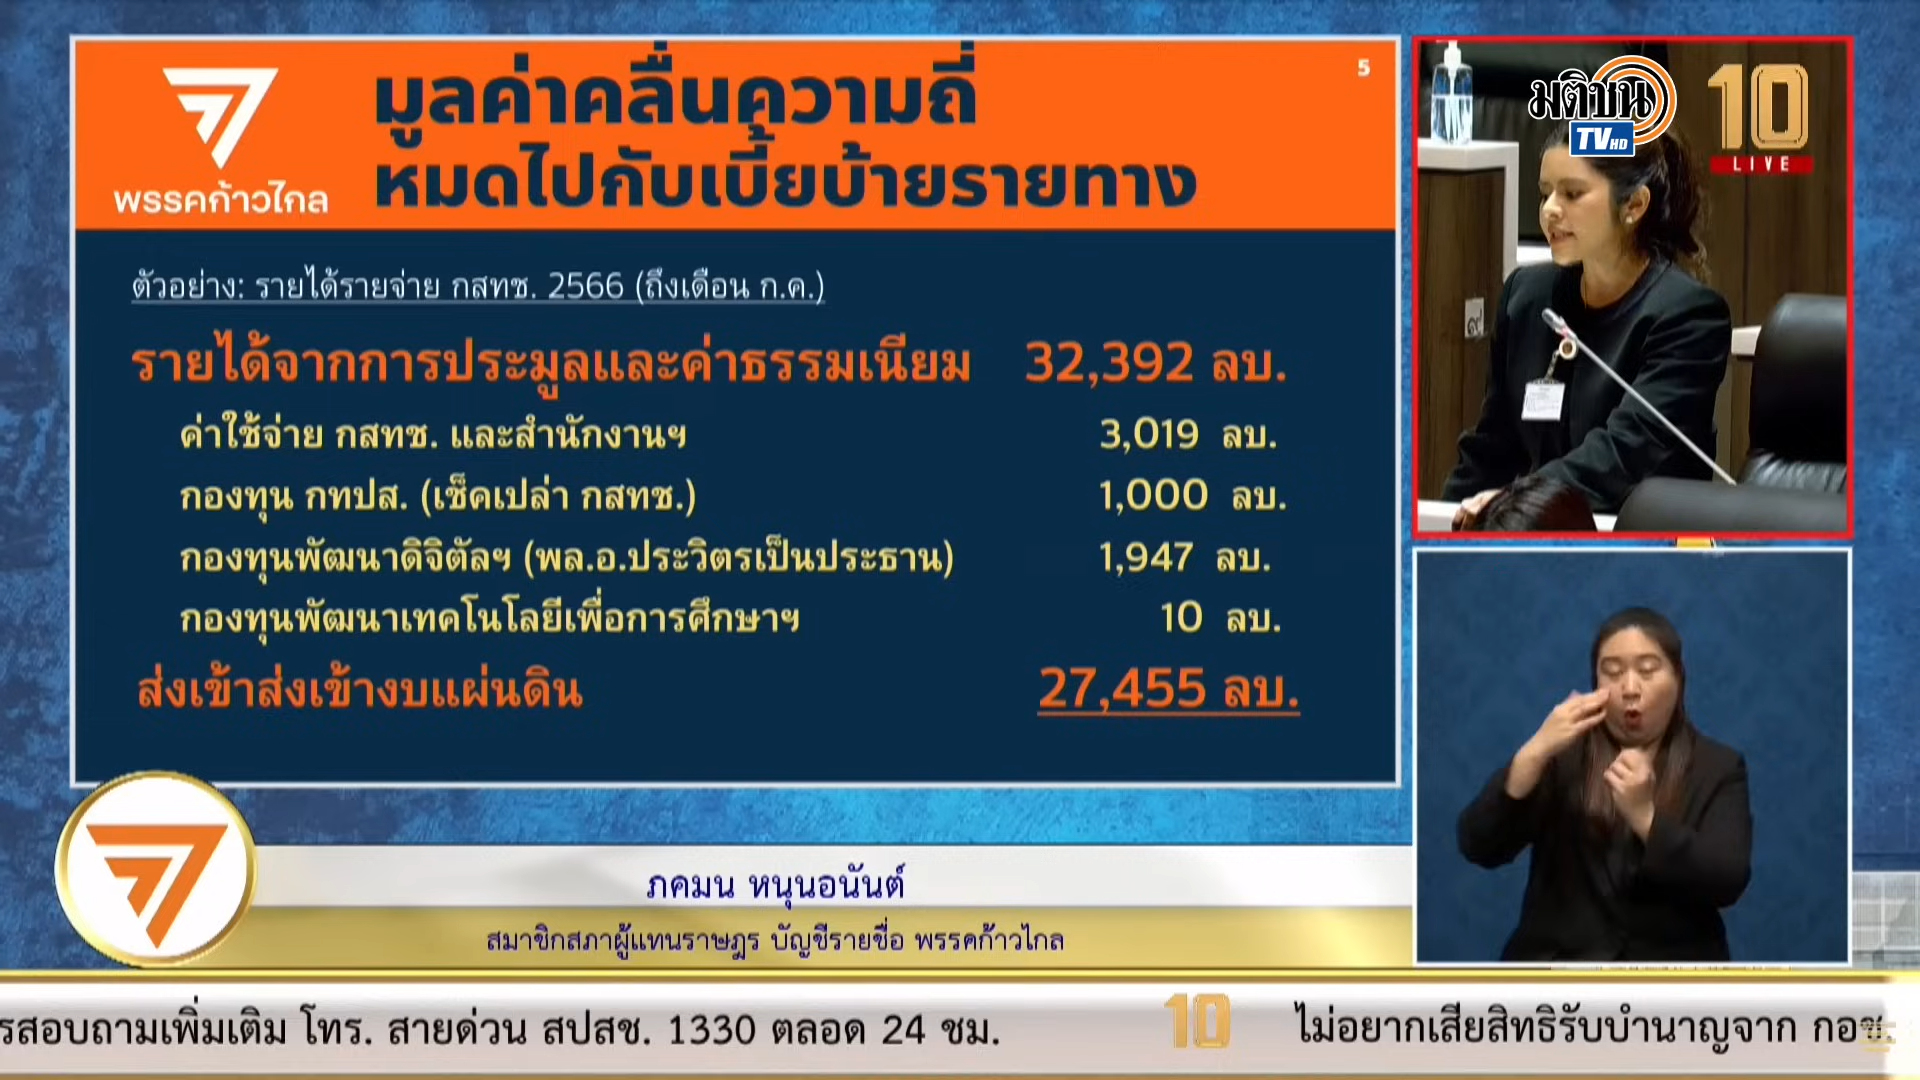 มูลค่าคลื่นความถี่
หมดไปกับเบี้ยบ้ายรายทาง
5
พรรคก้าวไกล
ตัวอย่าง: รายได้รายจ่าย กสทช. 2566 (ถึงเดือน ก.ค.)
รายได้จากการประมูลและค่าธรรมเนียม 32,392 ลบ.
ค่าใช้จ่าย กสทช. และสำนักงานฯ 3,019 ลบ.
กองทุน กทปส. (เช็คเปล่า กสทช.) 1,000 ลบ.
กองทุนพัฒนาดิจิตัลฯ (พล.อ.ประวิตรเป็นประธาน) 1,947 ลบ.
กองทุนพัฒนาเทคโนโลยีเพื่อการศึกษาฯ 10 ลบ.
ส่งเข้าส่งเข้างบแผ่นดิน 27,455 ลบ.
มติชน
TV HD
10
LIVE
๙
ภคมน หนุนอนันต์
สมาชิกสภาผู้แทนราษฎร บัญชีรายชื่อ พรรคก้าวไกล
รสอบถามเพิ่มเติม โทร. สายด่วน สปสช. 1330 ตลอด 24 ชม. 10 ไม่อยากเสียสิทธิรับบำนาญจาก กอช.